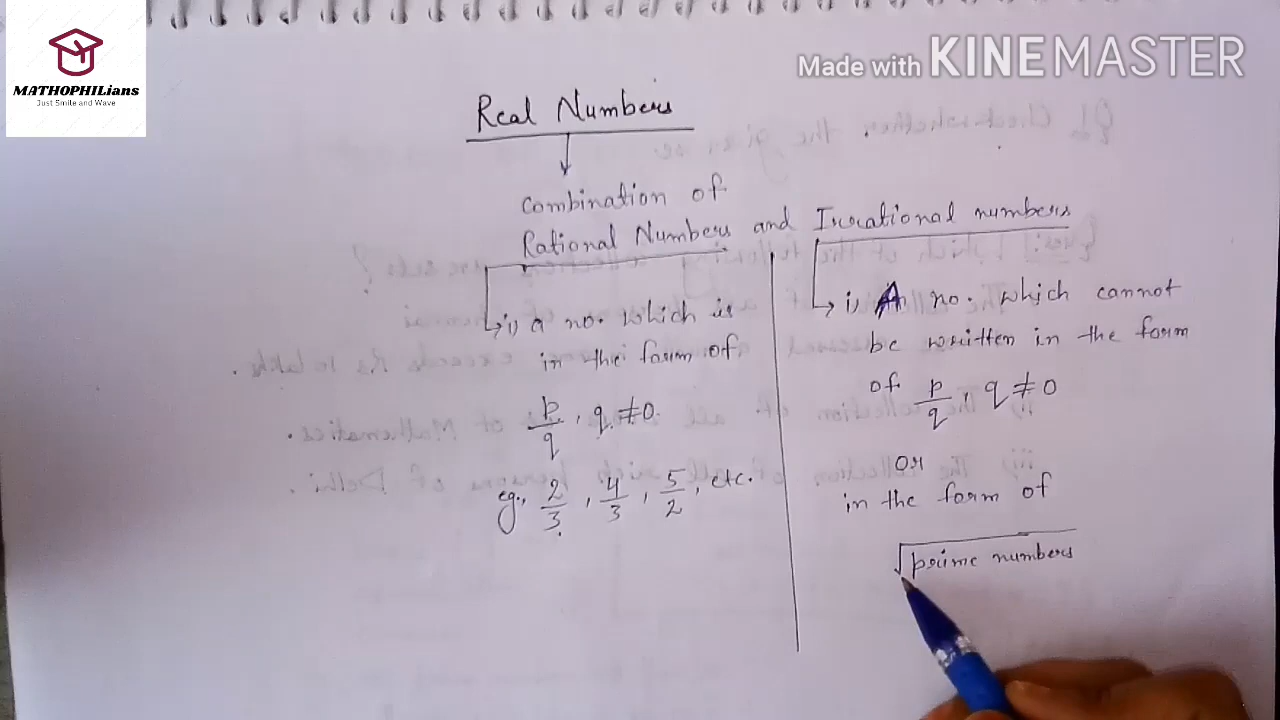 MATHOPHILians
Just Smile and Wave
Made with KINEMASTER
Real Numbers
Combination of
Rational Numbers and Irrational numbers
i) a no. which is
in the form of
p/q, q ≠ 0.
eg., 2/3, 4/3, 5/2, etc.
i) A no. which cannot
be written in the form
of p/q, q ≠ 0
or
in the form of
√prime numbers